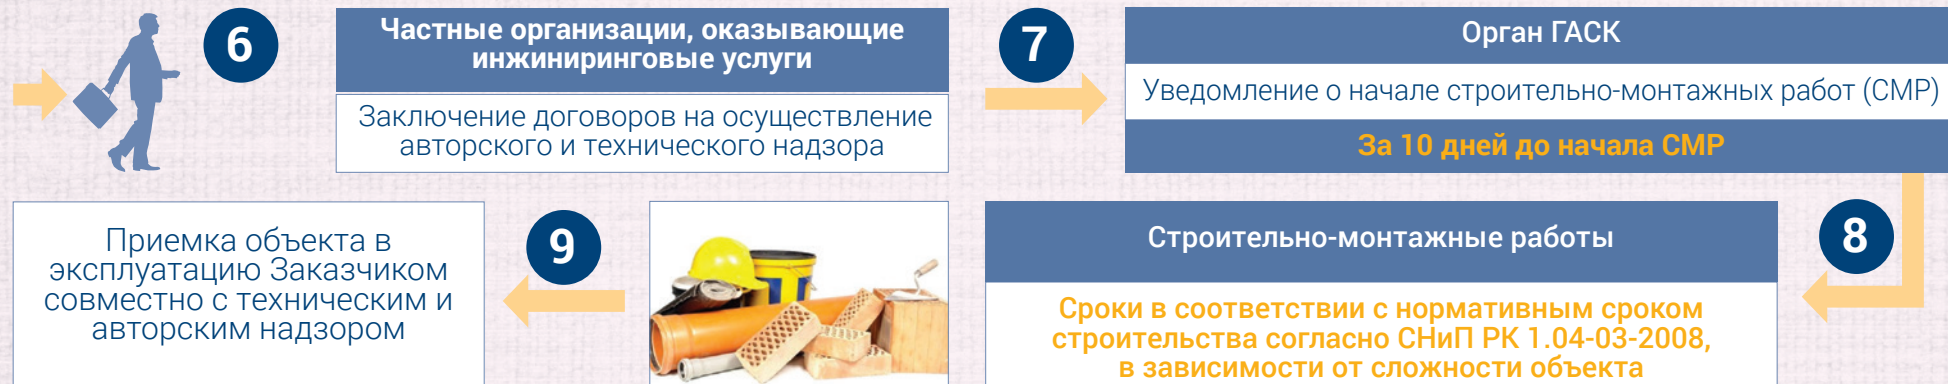 6
Частные организации, оказывающие
инжиниринговые услуги
Заключение договоров на осуществление
авторского и технического надзора
7
Орган ГАСК
Уведомление о начале строительно-монтажных работ (СМР)
За 10 дней до начала СМР
8
Строительно-монтажные работы
Сроки в соответствии с нормативным сроком
строительства согласно СНиП РК 1.04-03-2008,
в зависимости от сложности объекта
9
Приемка объекта в
эксплуатацию Заказчиком
совместно с техническим и
авторским надзором